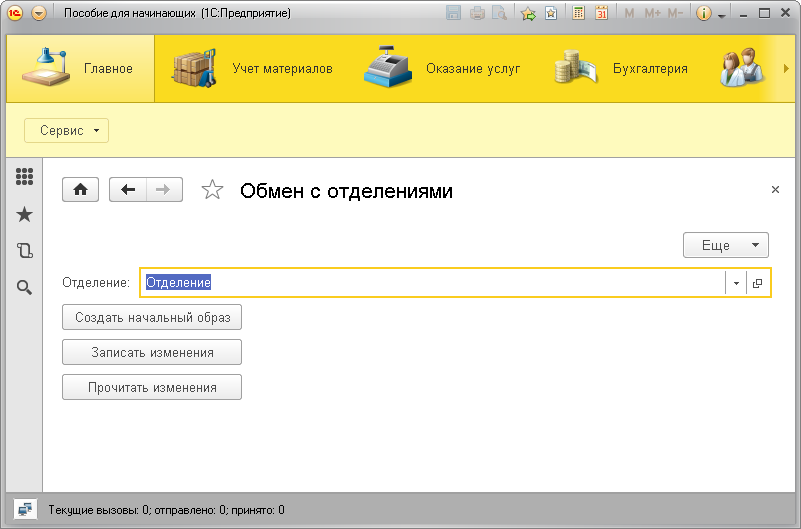 Пособие для начинающих (1С:Предприятие)
M M+ M-
Главное
Учет материалов
Оказание услуг
Бухгалтерия
Сервис
Обмен с отделениями
Еще
Отделение: Отделение
Создать начальный образ
Записать изменения
Прочитать изменения
Текущие вызовы: 0; отправлено: 0; принято: 0